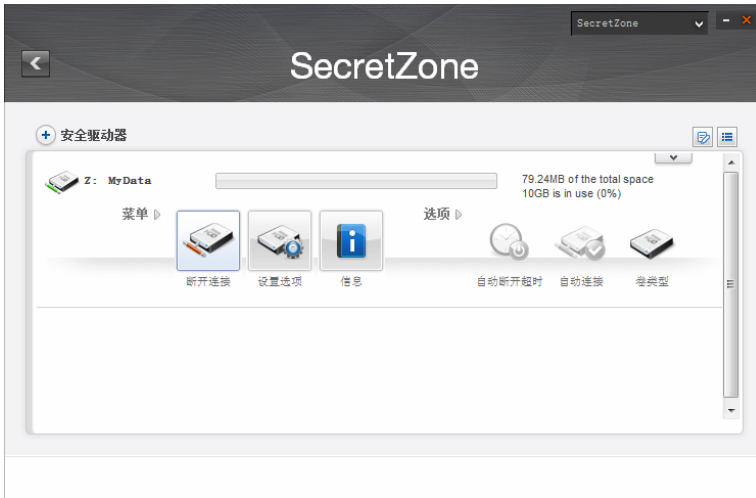 SecretZone
SecretZone
安全驱动器
Z: MyData
79.24MB of the total space
10GB is in use (0%)
菜单
选项
断开连接
设置选项
信息
自动断开超时
自动连接
卷类型